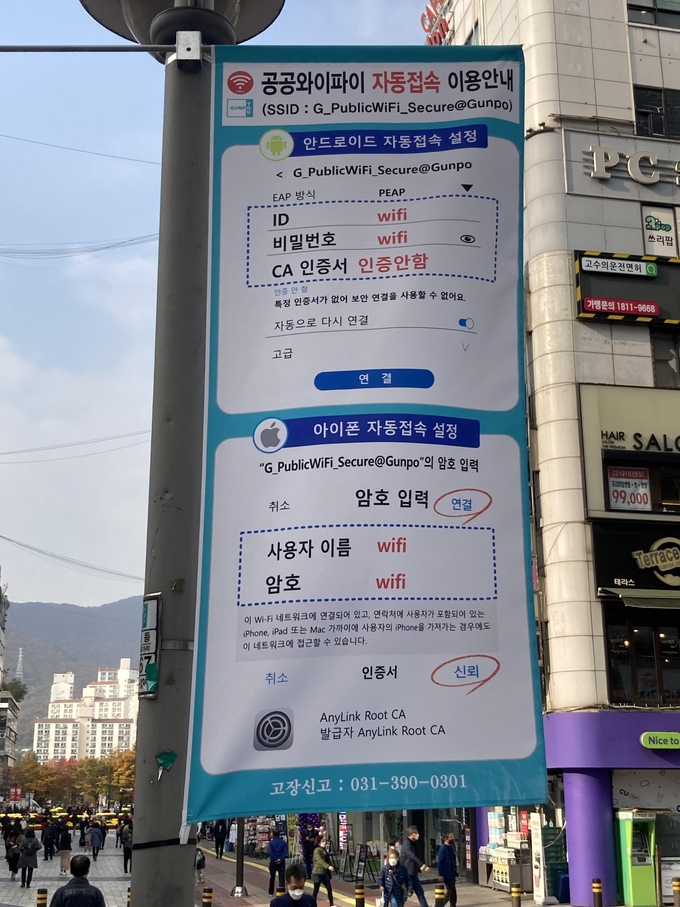 공공와이파이 자동접속 이용안내
(SSID : G_PublicWiFi_Secure@Gunpo)
안드로이드 자동접속 설정
< G_PublicWiFi_Secure@Gunpo
EAP 방식 PEAP
ID wifi
비밀번호 wifi
CA 인증서 인증안함
인증 안 함
특정 인증서가 없어 보안 연결을 사용할 수 없어요.
자동으로 다시 연결
고급
연 결
아이폰 자동접속 설정
“G_PublicWiFi_Secure@Gunpo”의 암호 입력
취소 암호 입력 연결
사용자 이름 wifi
암호 wifi
이 Wi-Fi 네트워크에 연결되어 있고, 연락처에 사용자가 포함되어 있는
iPhone, iPad 또는 Mac 가까이에 사용자의 iPhone을 가져가는 경우에도
이 네트워크에 접근할 수 있습니다.
취소 인증서 신뢰
AnyLink Root CA
발급자 AnyLink Root CA
고장신고 : 031-390-0301
PC
쓰리팝
고수의운전면허
가맹문의 1811-9668
HAIR SALO
99,000
Terrace
테라스
Nice to